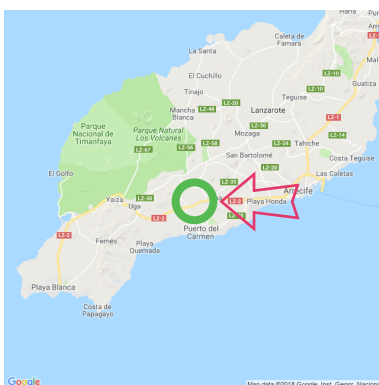 Haría
Caleta de
Famara
La Santa
El Cuchillo
LZ-10
Tinajo
Guatiza
Teguise
LZ-10
Mancha
Blanca
LZ-46
LZ-20
Lanzarote
LZ-1
Parque
Nacional de
Timanfaya
Parque Natural
Los Volcanes
LZ-30
Mozaga
LZ-14
LZ-67
LZ-56
LZ-58
LZ-34
Tahiche
San Bartolomé
Costa Teguise
El Golfo
LZ-20
Las Caletas
LZ-35
Arrecife
Yaiza
LZ-30
Uga
LZ-2
LZ-2
Playa Honda
LZ-2
Puerto del
Carmen
Femés
Playa
Quemada
Playa Blanca
Costa de
Papagayo
Google
Map data ©2018 Google, Inst. Geogr. Nacional